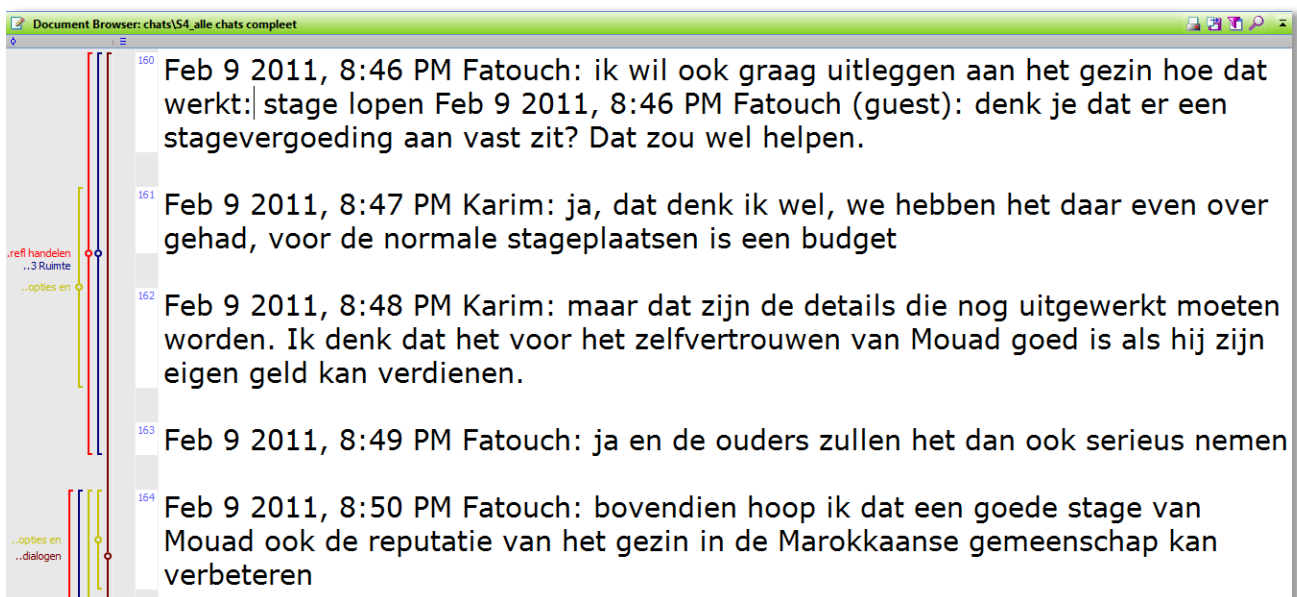 Document Browser: chats\S4_alle chats compleet
160
Feb 9 2011, 8:46 PM Fatouch: ik wil ook graag uitleggen aan het gezin hoe dat
werkt: stage lopen Feb 9 2011, 8:46 PM Fatouch (guest): denk je dat er een
stagevergoeding aan vast zit? Dat zou wel helpen.
161
Feb 9 2011, 8:47 PM Karim: ja, dat denk ik wel, we hebben het daar even over
gehad, voor de normale stageplaatsen is een budget
..refl handelen
..3 Ruimte
..opties en
162
Feb 9 2011, 8:48 PM Karim: maar dat zijn de details die nog uitgewerkt moeten
worden. Ik denk dat het voor het zelfvertrouwen van Mouad goed is als hij zijn
eigen geld kan verdienen.
163
Feb 9 2011, 8:49 PM Fatouch: ja en de ouders zullen het dan ook serieus nemen
164
Feb 9 2011, 8:50 PM Fatouch: bovendien hoop ik dat een goede stage van
Mouad ook de reputatie van het gezin in de Marokkaanse gemeenschap kan
verbeteren
..opties en
..dialogen